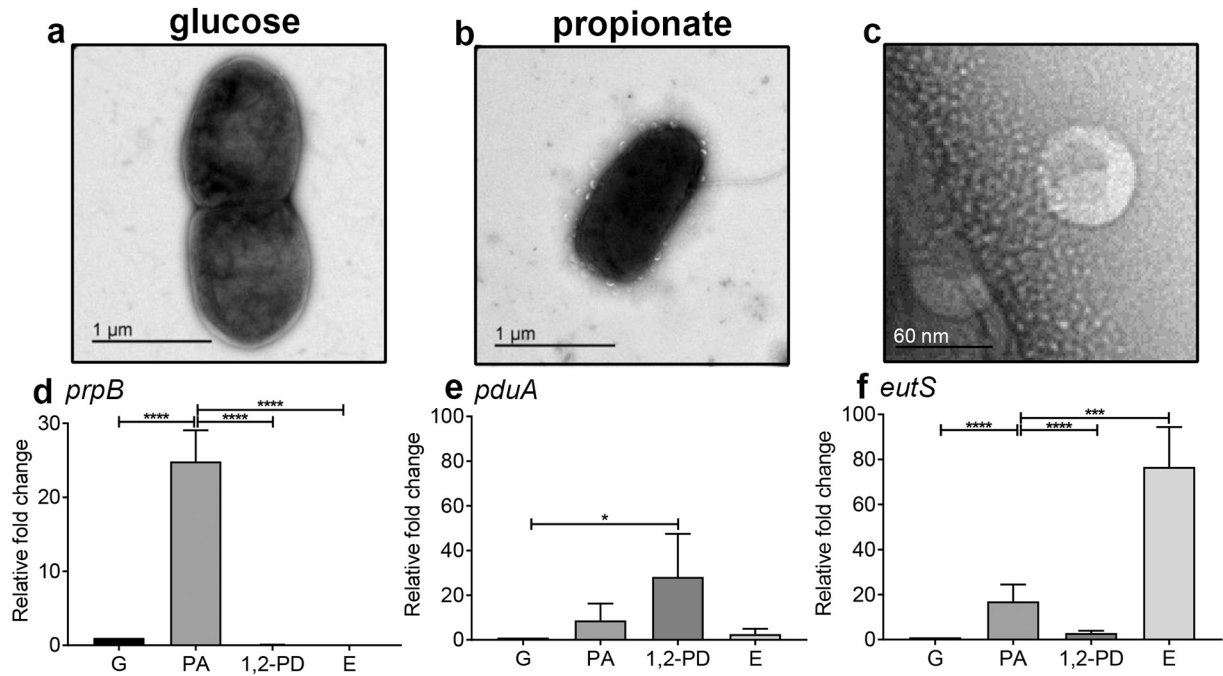 a glucose
b propionate
c
1 µm
1 µm
60 nm
d prpB
30
20
10
0
Relative fold change
****
****
****
G PA 1,2-PD E
e pduA
100
80
60
40
20
0
Relative fold change
*
G PA 1,2-PD E
f eutS
100
80
60
40
20
0
Relative fold change
****
****
***
G PA 1,2-PD E